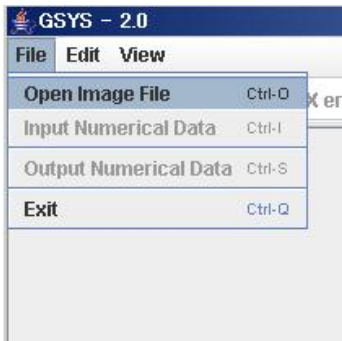 GSYS - 2.0
File Edit View
Open Image File Ctrl-O
X er
Input Numerical Data Ctrl-I
Output Numerical Data Ctrl-S
Exit Ctrl-Q